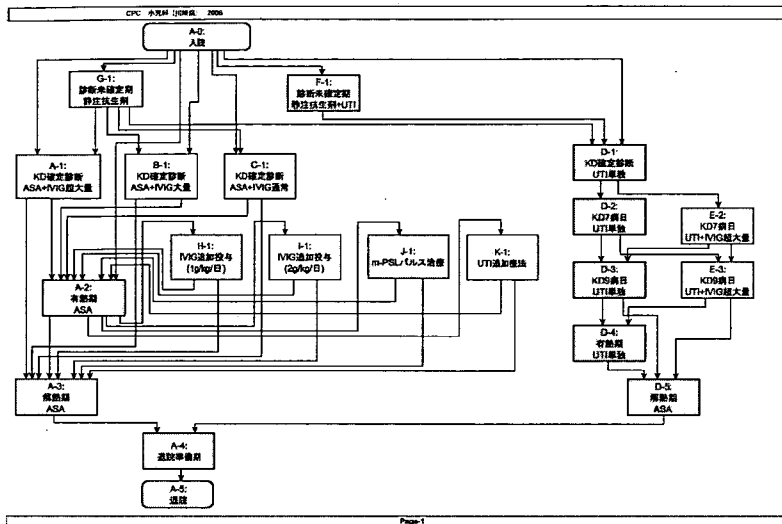 CPC 小児科 (川崎病) 2006
A-0:
入院
G-1:
診断未確定期
静注抗生剤
F-1:
診断未確定期
静注抗生剤+UTI
A-1:
KD確定診断
ASA+IVIG超大量
B-1:
KD確定診断
ASA+IVIG大量
C-1:
KD確定診断
ASA+IVIG通常
D-1:
KD確定診断
UTI単独
D-2:
KD7病日
UTI単独
E-2:
KD7病日
UTI+IVIG超大量
H-1:
IVIG追加投与
(1g/kg/日)
I-1:
IVIG追加投与
(2g/kg/日)
J-1:
m-PSLパルス治療
K-1:
UTI追加療法
A-2:
有熱期
ASA
D-3:
KD9病日
UTI単独
E-3:
KD9病日
UTI+IVIG超大量
D-4:
有熱期
UTI単独
A-3:
解熱期
ASA
D-5:
解熱期
ASA
A-4:
退院準備期
A-5:
退院
Page-1